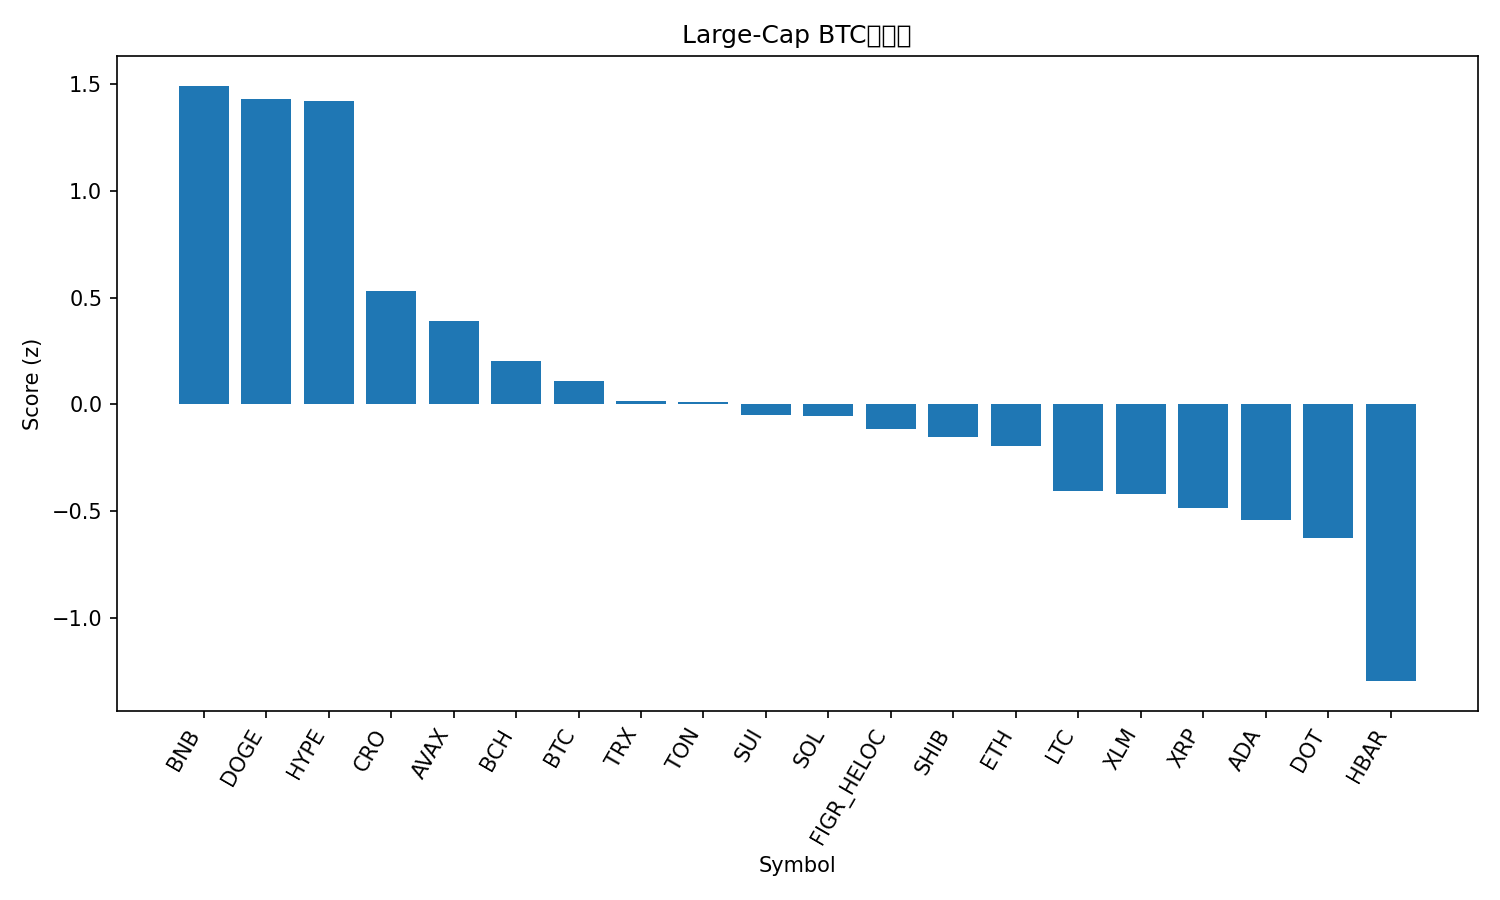 Large-Cap BTC
1.5
1.0
0.5
0.0
−0.5
−1.0
Score (z)
BNB
DOGE
HYPE
CRO
AVAX
BCH
BTC
TRX
TON
SUI
SOL
FIGR_HELOC
SHIB
ETH
LTC
XLM
XRP
ADA
DOT
HBAR
Symbol